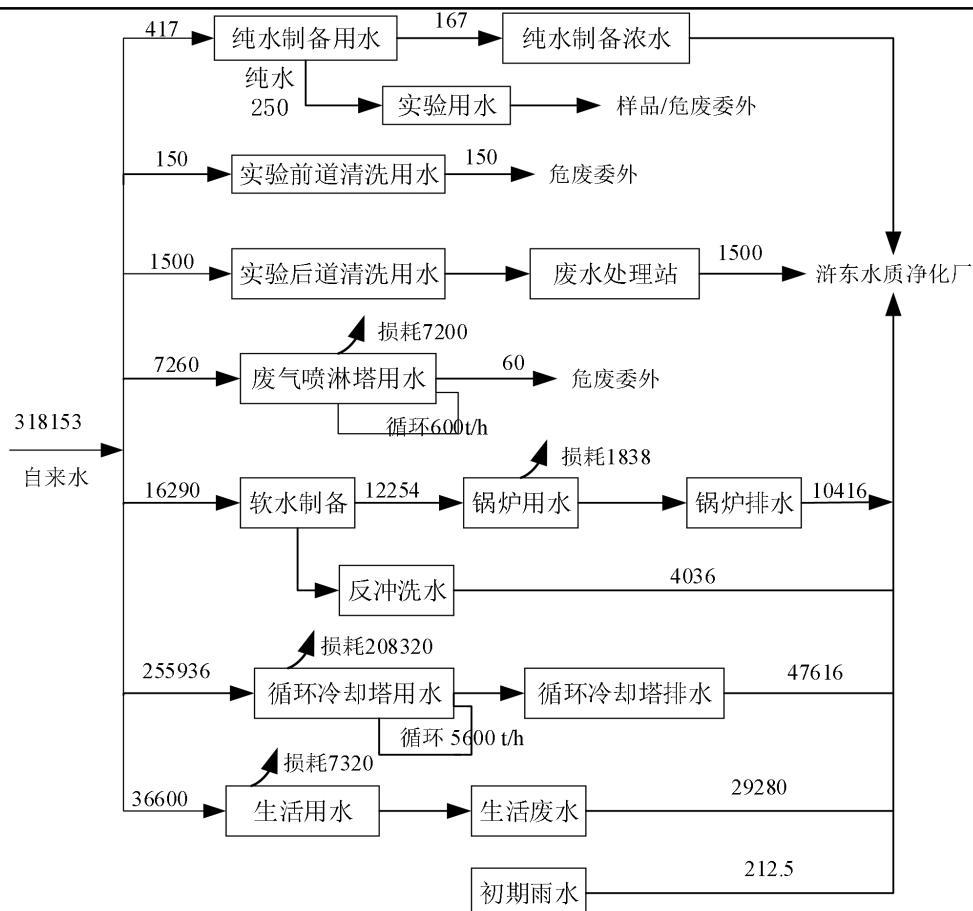 417
纯水制备用水
167
纯水制备浓水
纯水
250
实验用水
样品/危废委外
150
实验前道清洗用水
150
危废委外
1500
实验后道清洗用水
废水处理站
1500
浒东水质净化厂
损耗7200
7260
废气喷淋塔用水
60
危废委外
循环600t/h
318153
自来水
损耗1838
16290
软水制备
12254
锅炉用水
锅炉排水
10416
反冲洗水
4036
损耗208320
255936
循环冷却塔用水
循环冷却塔排水
47616
循环 5600 t/h
损耗7320
36600
生活用水
生活废水
29280
初期雨水
212.5